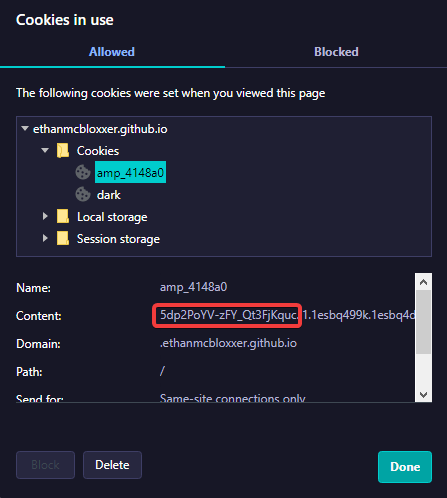 Cookies in use
Allowed Blocked
The following cookies were set when you viewed this page
ethanmcbloxxer.github.io
Cookies
amp_4148a0
dark
Local storage
Session storage
Name: amp_4148a0
Content: 5dp2PoYV-zFY_Qt3FjKquc.1.1esbq499k.1esbq4d
Domain: .ethanmcbloxxer.github.io
Path: /
Send for: Same-site connections only
Block Delete Done